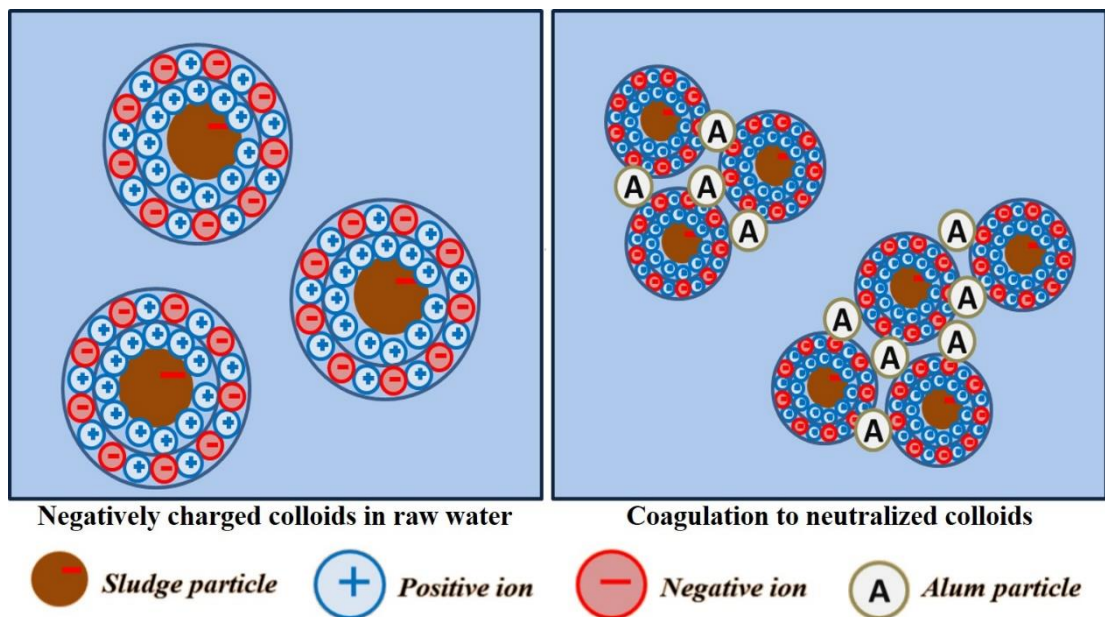 A
A
A
A
A
A
A
A
A
A
Negatively charged colloids in raw water
Coagulation to neutralized colloids
Sludge particle
Positive ion
Negative ion
A
Alum particle